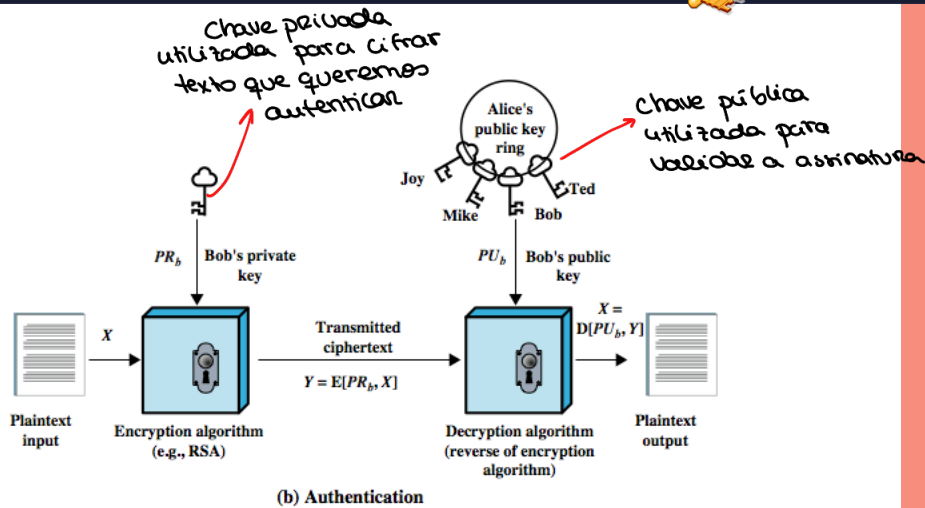 chave privada
utilizada para cifrar
texto que queremos
autenticar
Alice's
public key
ring
chave pública
utilizada para
validar a assinatura
Joy
Mike
Bob
Ted
PRb
Bob's private
key
PUb
Bob's public
key
X
Transmitted
ciphertext
Y = E[PRb, X]
X =
D[PUb, Y]
Plaintext
input
Encryption algorithm
(e.g., RSA)
Decryption algorithm
(reverse of encryption
algorithm)
Plaintext
output
(b) Authentication